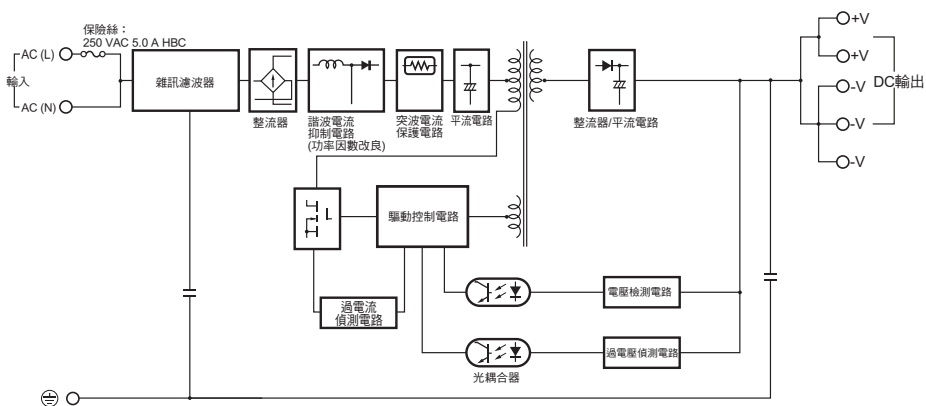 保險絲：
250 VAC 5.0 A HBC
AC (L)
輸入
AC (N)
雜訊濾波器
整流器
諧波電流
抑制電路
(功率因數改良)
突波電流
保護電路
平流電路
整流器/平流電路
+V
+V
-V
-V
-V
DC輸出
驅動控制電路
過電流
偵測電路
電壓檢測電路
過電壓偵測電路
光耦合器